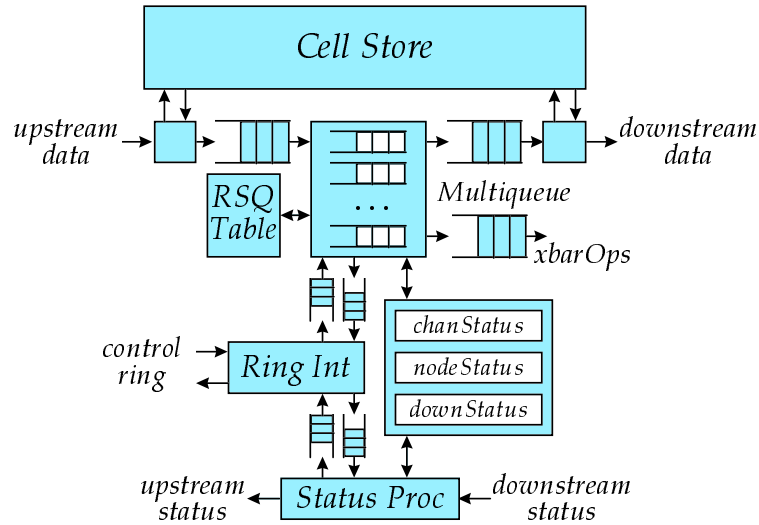 Cell Store
upstream
data
downstream
data
RSQ
Table
...
Multiqueue
xbarOps
chanStatus
nodeStatus
downStatus
control
ring
Ring Int
upstream
status
Status Proc
downstream
status